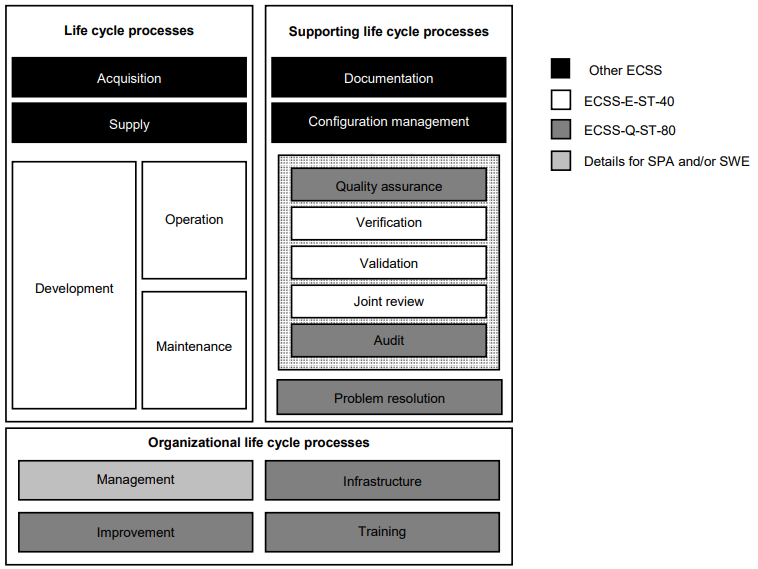 Life cycle processes
Acquisition
Supply
Development
Operation
Maintenance
Supporting life cycle processes
Documentation
Configuration management
Quality assurance
Verification
Validation
Joint review
Audit
Problem resolution
Organizational life cycle processes
Management
Infrastructure
Improvement
Training
Other ECSS
ECSS-E-ST-40
ECSS-Q-ST-80
Details for SPA and/or SWE